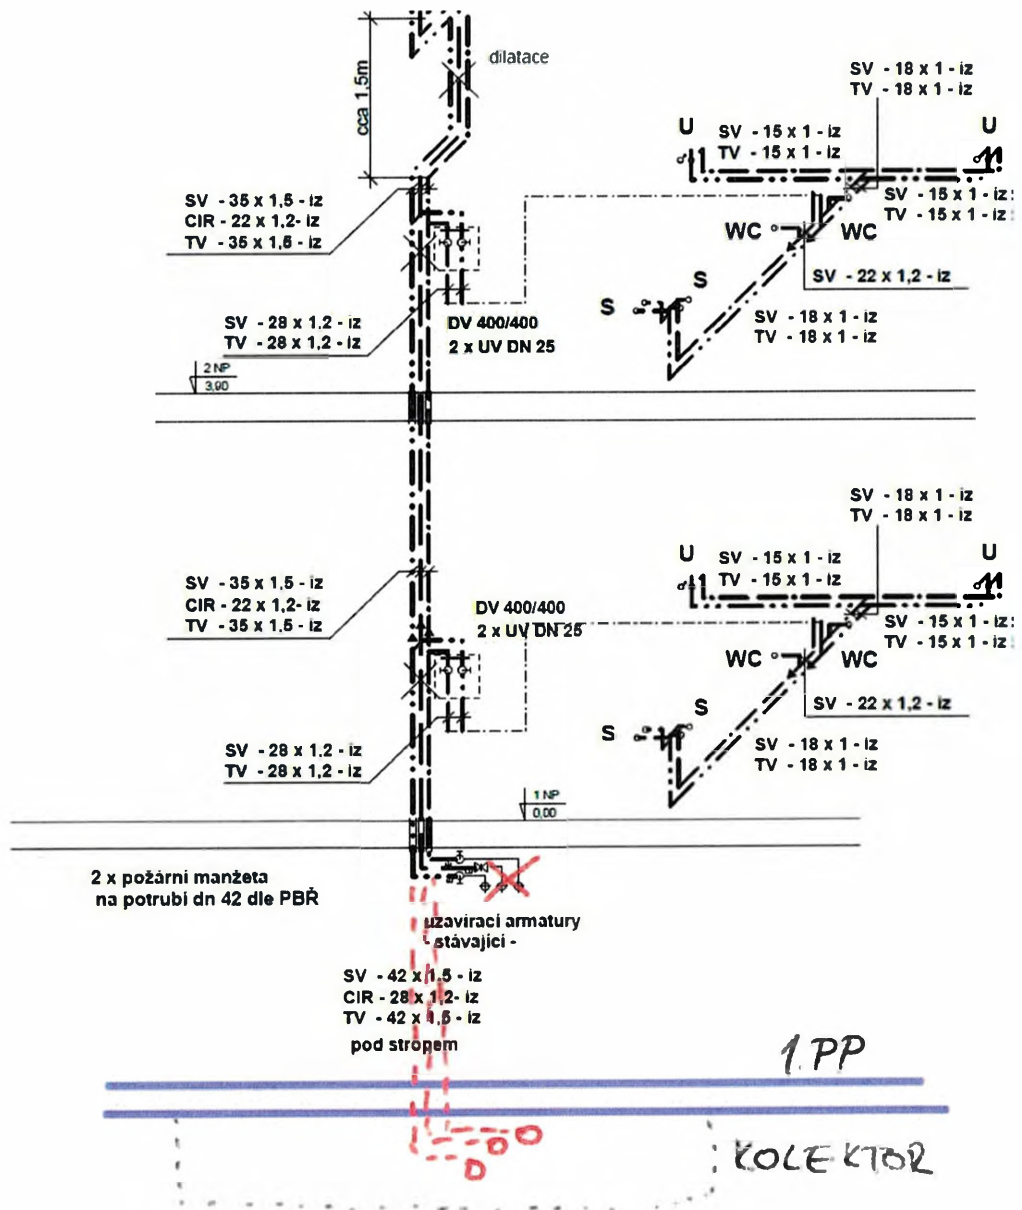 dilatace
cca 1,5m
SV - 18 x 1 - iz
TV - 18 x 1 - iz
U
SV - 15 x 1 - iz
TV - 15 x 1 - iz
U
SV - 35 x 1,5 - iz
CIR - 22 x 1,2- iz
TV - 35 x 1,5 - iz
SV - 15 x 1 - iz
TV - 15 x 1 - iz
WC
WC
SV - 22 x 1,2 - iz
S
S
SV - 28 x 1,2 - iz
TV - 28 x 1,2 - iz
DV 400/400
2 x UV DN 25
SV - 18 x 1 - iz
TV - 18 x 1 - iz
2 NP
3,90
SV - 18 x 1 - iz
TV - 18 x 1 - iz
U
SV - 15 x 1 - iz
TV - 15 x 1 - iz
U
SV - 35 x 1,5 - iz
CIR - 22 x 1,2- iz
TV - 35 x 1,5 - iz
DV 400/400
2 x UV DN 25
SV - 15 x 1 - iz
TV - 15 x 1 - iz
WC
WC
SV - 22 x 1,2 - iz
S
S
SV - 28 x 1,2 - iz
TV - 28 x 1,2 - iz
SV - 18 x 1 - iz
TV - 18 x 1 - iz
1 NP
0,00
2 x požární manžeta
na potrubí dn 42 dle PBŘ
uzavírací armatury
- stávající -
SV - 42 x 1,5 - iz
CIR - 28 x 1,2- iz
TV - 42 x 1,5 - iz
pod stropem
1.PP
KOLEKTOR